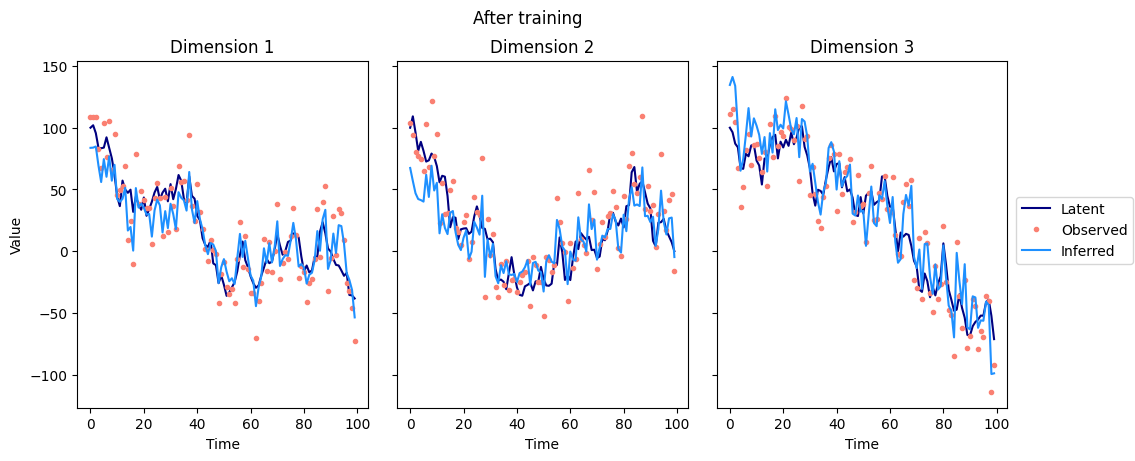 After training
Dimension 1
Dimension 2
Dimension 3
150
100
50
0
−50
−100
Value
0 20 40 60 80 100
0 20 40 60 80 100
0 20 40 60 80 100
Time
Time
Time
Latent
Observed
Inferred